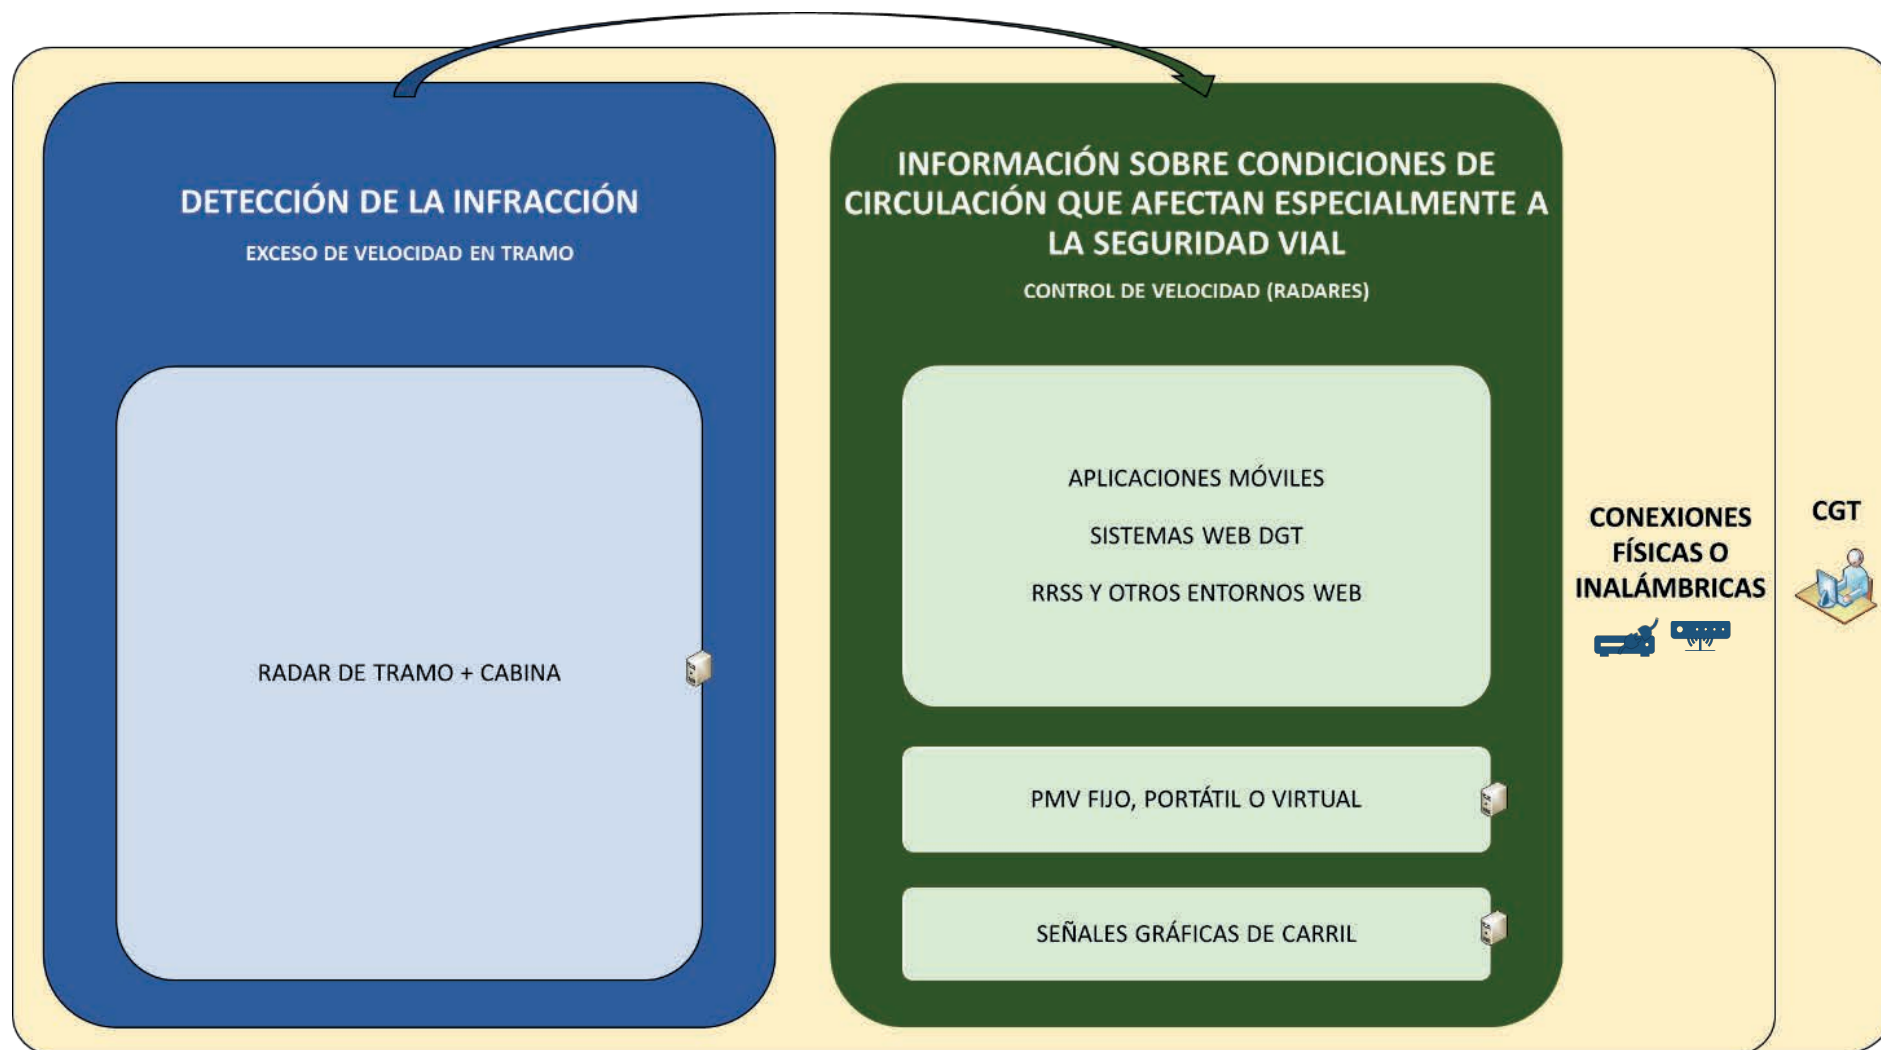 DETECCIÓN DE LA INFRACCIÓN
EXCESO DE VELOCIDAD EN TRAMO
RADAR DE TRAMO + CABINA
INFORMACIÓN SOBRE CONDICIONES DE
CIRCULACIÓN QUE AFECTAN ESPECIALMENTE A
LA SEGURIDAD VIAL
CONTROL DE VELOCIDAD (RADARES)
APLICACIONES MÓVILES
SISTEMAS WEB DGT
RRSS Y OTROS ENTORNOS WEB
PMV FIJO, PORTÁTIL O VIRTUAL
SEÑALES GRÁFICAS DE CARRIL
CONEXIONES
FÍSICAS O
INALÁMBRICAS
CGT